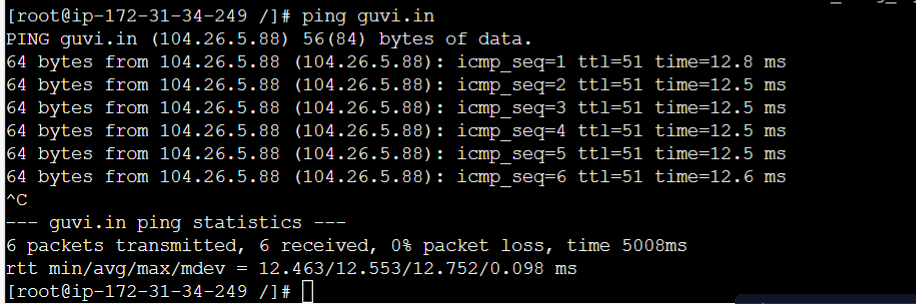 [root@ip-172-31-34-249 /]# ping guvi.in
PING guvi.in (104.26.5.88) 56(84) bytes of data.
64 bytes from 104.26.5.88 (104.26.5.88): icmp_seq=1 ttl=51 time=12.8 ms
64 bytes from 104.26.5.88 (104.26.5.88): icmp_seq=2 ttl=51 time=12.5 ms
64 bytes from 104.26.5.88 (104.26.5.88): icmp_seq=3 ttl=51 time=12.5 ms
64 bytes from 104.26.5.88 (104.26.5.88): icmp_seq=4 ttl=51 time=12.5 ms
64 bytes from 104.26.5.88 (104.26.5.88): icmp_seq=5 ttl=51 time=12.5 ms
64 bytes from 104.26.5.88 (104.26.5.88): icmp_seq=6 ttl=51 time=12.6 ms
^C
--- guvi.in ping statistics ---
6 packets transmitted, 6 received, 0% packet loss, time 5008ms
rtt min/avg/max/mdev = 12.463/12.553/12.752/0.098 ms
[root@ip-172-31-34-249 /]#